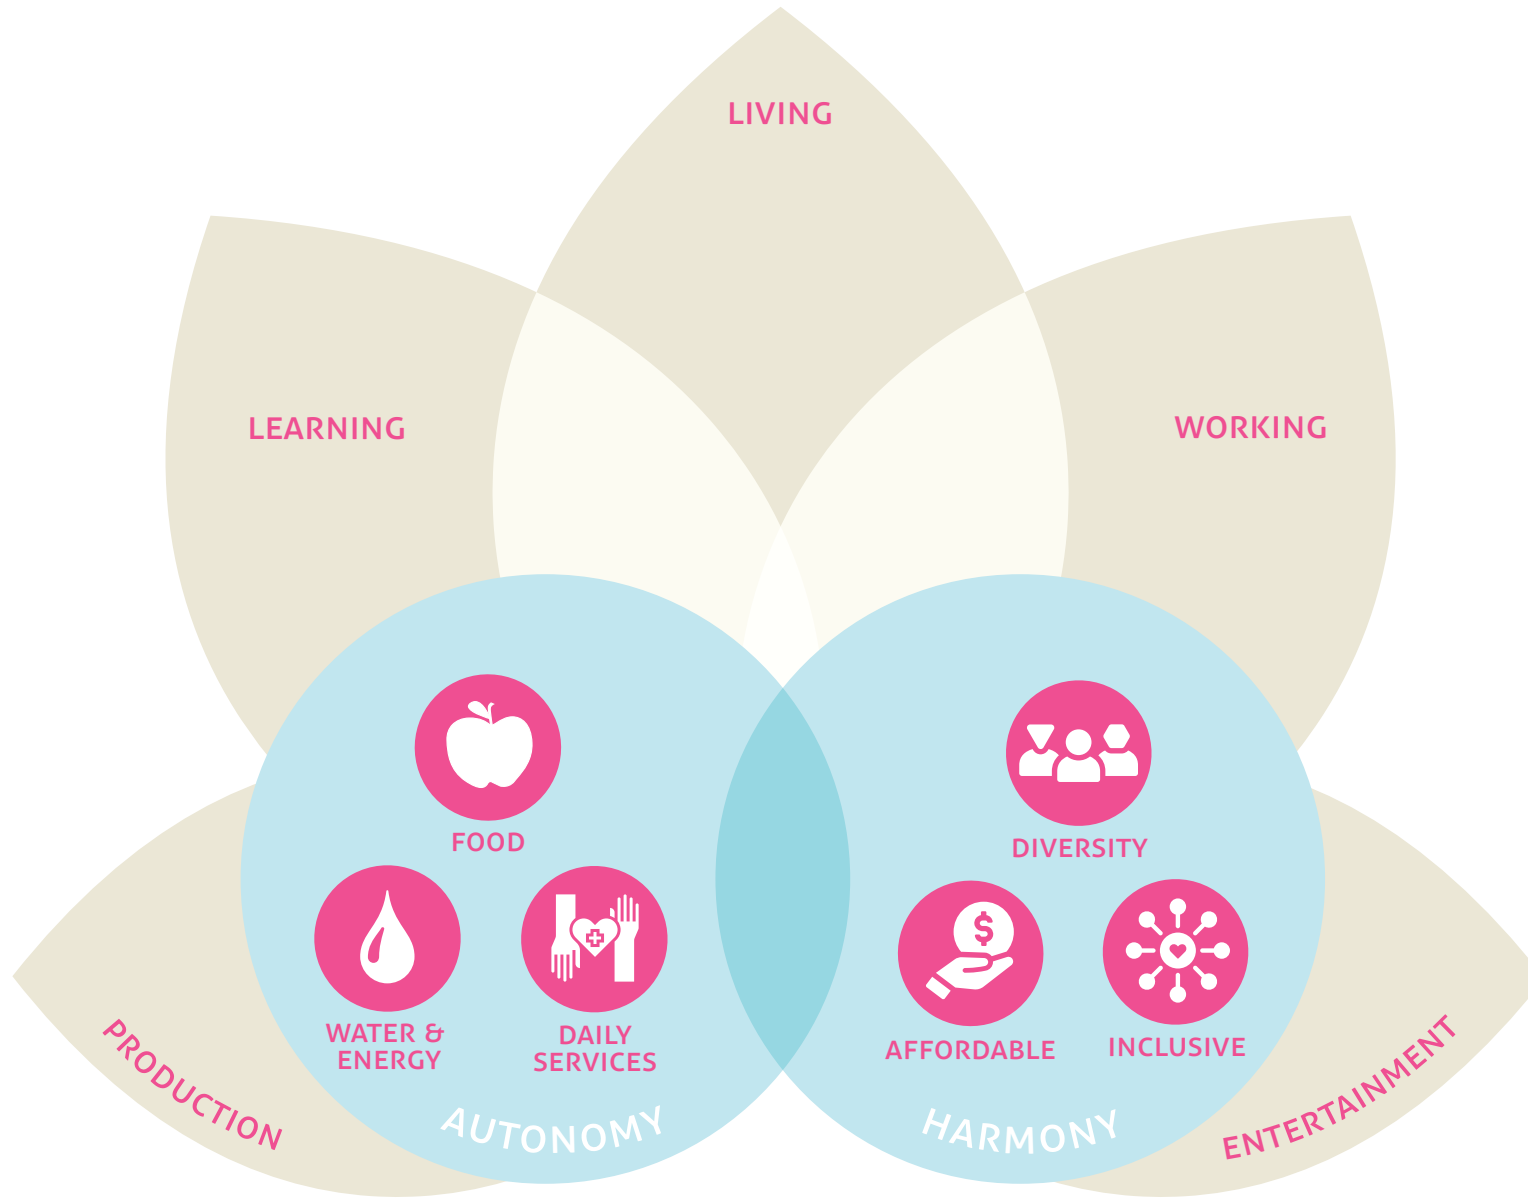 LIVING
LEARNING
WORKING
FOOD
DIVERSITY
WATER &
ENERGY
DAILY
SERVICES
AFFORDABLE
INCLUSIVE
PRODUCTION
AUTONOMY
HARMONY
ENTERTAINMENT
$